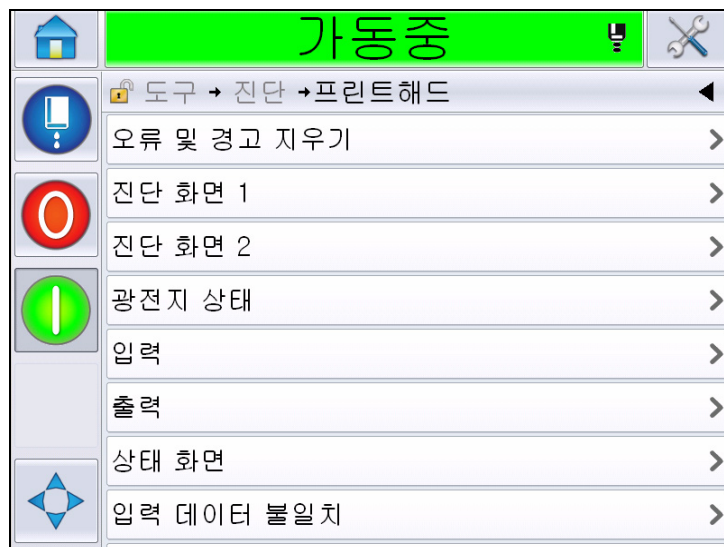 가동중
도구 → 진단 →프린트해드
오류 및 경고 지우기
진단 화면 1
진단 화면 2
광전지 상태
입력
출력
상태 화면
입력 데이터 불일치